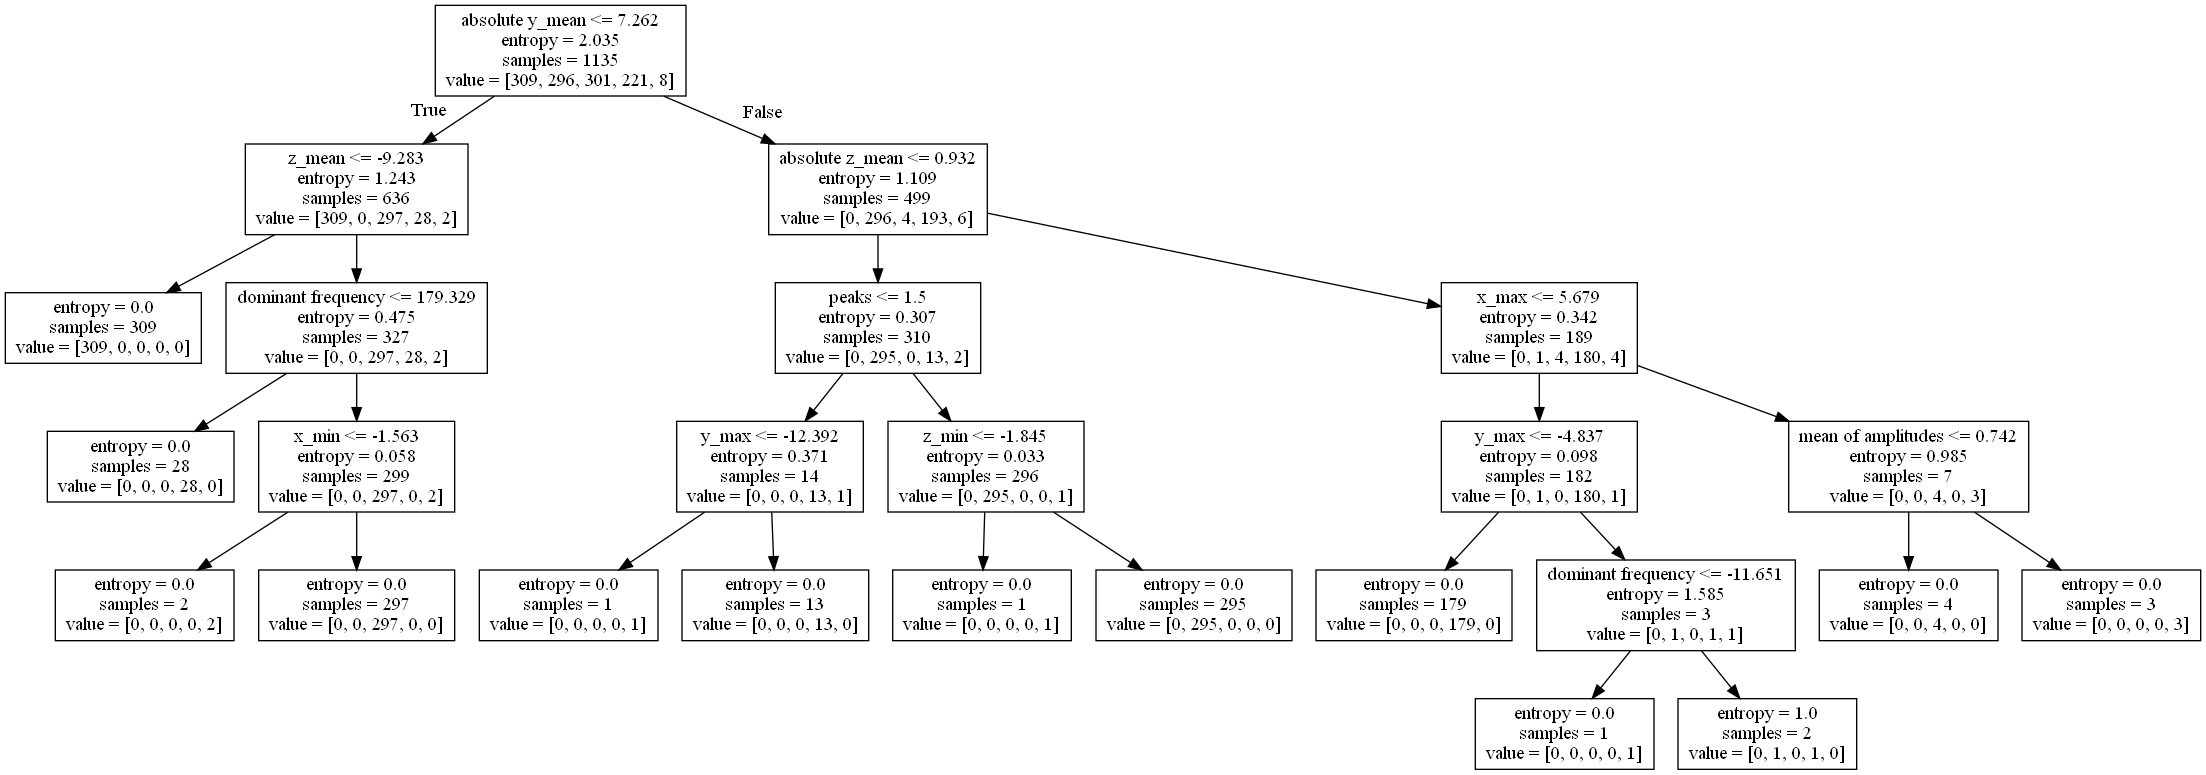 absolute y_mean <= 7.262
entropy = 2.035
samples = 1135
value = [309, 296, 301, 221, 8]
True
False
z_mean <= -9.283
entropy = 1.243
samples = 636
value = [309, 0, 297, 28, 2]
absolute z_mean <= 0.932
entropy = 1.109
samples = 499
value = [0, 296, 4, 193, 6]
entropy = 0.0
samples = 309
value = [309, 0, 0, 0, 0]
dominant frequency <= 179.329
entropy = 0.475
samples = 327
value = [0, 0, 297, 28, 2]
peaks <= 1.5
entropy = 0.307
samples = 310
value = [0, 295, 0, 13, 2]
x_max <= 5.679
entropy = 0.342
samples = 189
value = [0, 1, 4, 180, 4]
entropy = 0.0
samples = 28
value = [0, 0, 0, 28, 0]
x_min <= -1.563
entropy = 0.058
samples = 299
value = [0, 0, 297, 0, 2]
y_max <= -12.392
entropy = 0.371
samples = 14
value = [0, 0, 0, 13, 1]
z_min <= -1.845
entropy = 0.033
samples = 296
value = [0, 295, 0, 0, 1]
y_max <= -4.837
entropy = 0.098
samples = 182
value = [0, 1, 0, 180, 1]
mean of amplitudes <= 0.742
entropy = 0.985
samples = 7
value = [0, 0, 4, 0, 3]
entropy = 0.0
samples = 2
value = [0, 0, 0, 0, 2]
entropy = 0.0
samples = 297
value = [0, 0, 297, 0, 0]
entropy = 0.0
samples = 1
value = [0, 0, 0, 0, 1]
entropy = 0.0
samples = 13
value = [0, 0, 0, 13, 0]
entropy = 0.0
samples = 1
value = [0, 0, 0, 0, 1]
entropy = 0.0
samples = 295
value = [0, 295, 0, 0, 0]
entropy = 0.0
samples = 179
value = [0, 0, 0, 179, 0]
dominant frequency <= -11.651
entropy = 1.585
samples = 3
value = [0, 1, 0, 1, 1]
entropy = 0.0
samples = 4
value = [0, 0, 4, 0, 0]
entropy = 0.0
samples = 3
value = [0, 0, 0, 0, 3]
entropy = 0.0
samples = 1
value = [0, 0, 0, 0, 1]
entropy = 1.0
samples = 2
value = [0, 1, 0, 1, 0]